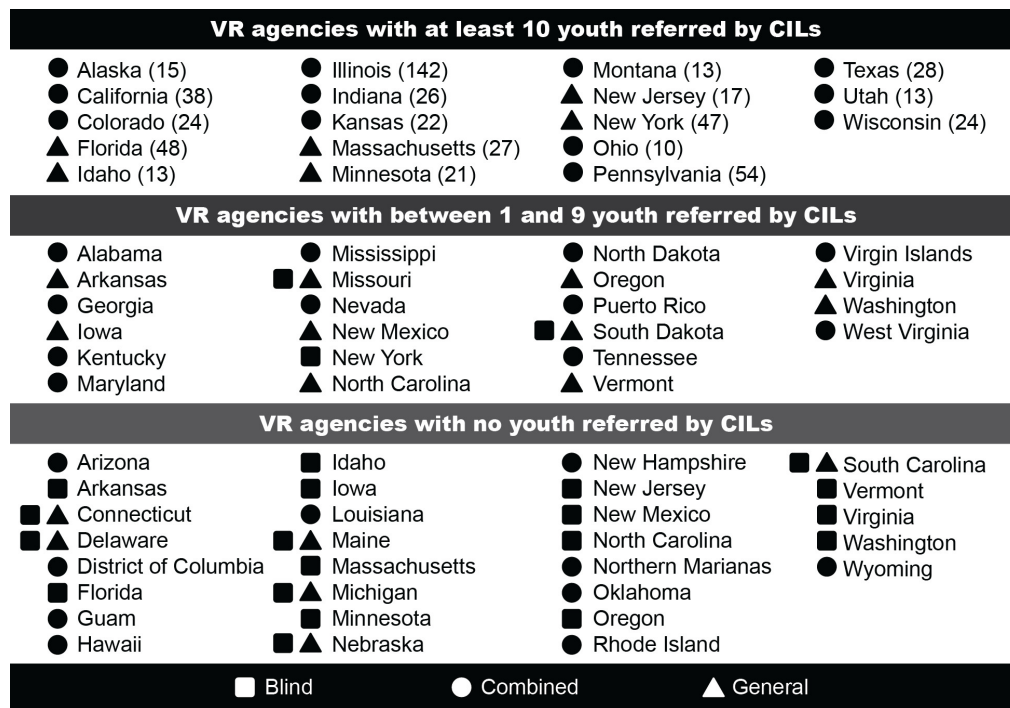 VR agencies with at least 10 youth referred by CILs
Alaska (15)
California (38)
Colorado (24)
Florida (48)
Idaho (13)
Illinois (142)
Indiana (26)
Kansas (22)
Massachusetts (27)
Minnesota (21)
Montana (13)
New Jersey (17)
New York (47)
Ohio (10)
Pennsylvania (54)
Texas (28)
Utah (13)
Wisconsin (24)
VR agencies with between 1 and 9 youth referred by CILs
Alabama
Arkansas
Georgia
Iowa
Kentucky
Maryland
Mississippi
Missouri
Nevada
New Mexico
New York
North Carolina
North Dakota
Oregon
Puerto Rico
South Dakota
Tennessee
Vermont
Virgin Islands
Virginia
Washington
West Virginia
VR agencies with no youth referred by CILs
Arizona
Arkansas
Connecticut
Delaware
District of Columbia
Florida
Guam
Hawaii
Idaho
Iowa
Louisiana
Maine
Massachusetts
Michigan
Minnesota
Nebraska
New Hampshire
New Jersey
New Mexico
North Carolina
Northern Marianas
Oklahoma
Oregon
Rhode Island
South Carolina
Vermont
Virginia
Washington
Wyoming
Blind
Combined
General